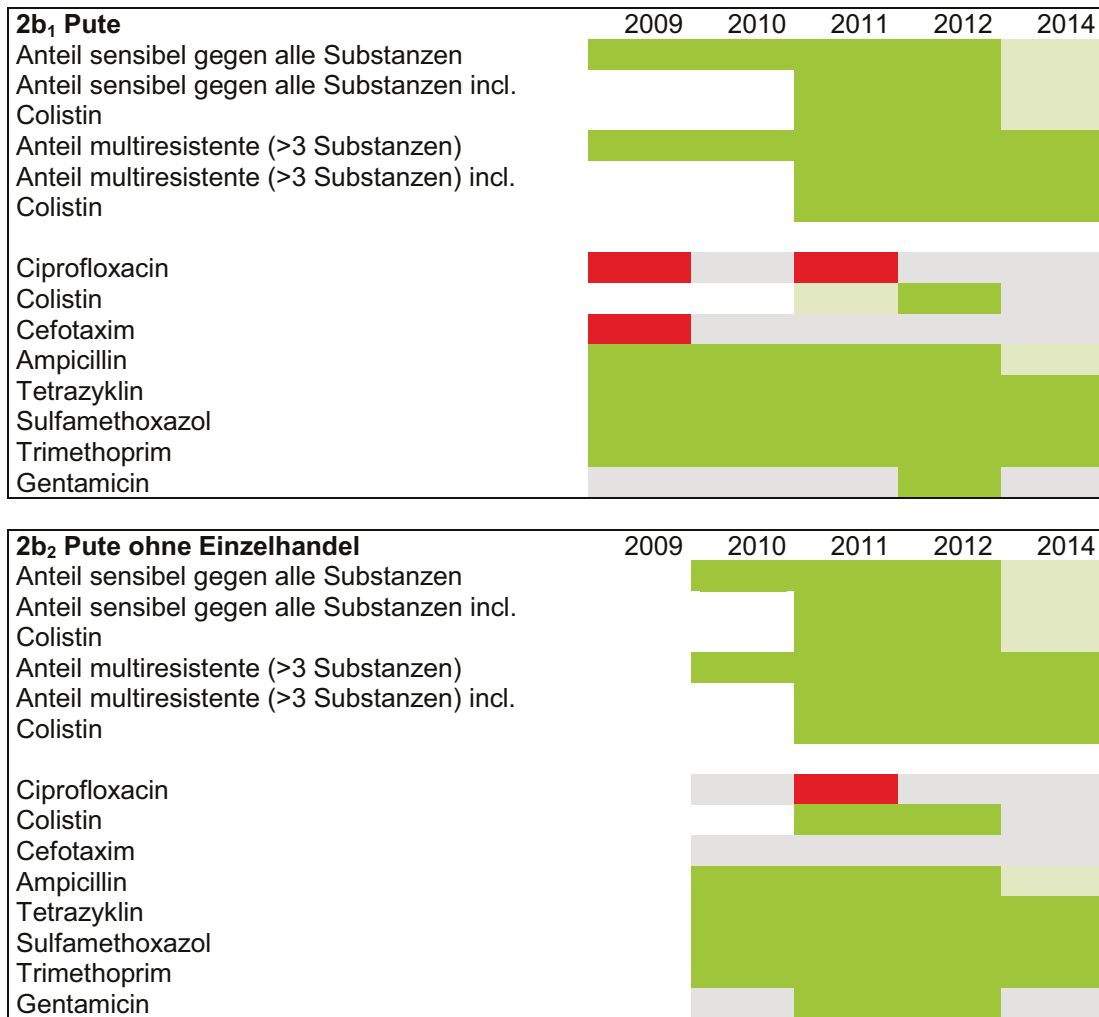 2b₁ Pute 2009 2010 2011 2012 2014
Anteil sensibel gegen alle Substanzen
Anteil sensibel gegen alle Substanzen incl.
Colistin
Anteil multiresistente (>3 Substanzen)
Anteil multiresistente (>3 Substanzen) incl.
Colistin
Ciprofloxacin
Colistin
Cefotaxim
Ampicillin
Tetrazyklin
Sulfamethoxazol
Trimethoprim
Gentamicin
2b₂ Pute ohne Einzelhandel 2009 2010 2011 2012 2014
Anteil sensibel gegen alle Substanzen
Anteil sensibel gegen alle Substanzen incl.
Colistin
Anteil multiresistente (>3 Substanzen)
Anteil multiresistente (>3 Substanzen) incl.
Colistin
Ciprofloxacin
Colistin
Cefotaxim
Ampicillin
Tetrazyklin
Sulfamethoxazol
Trimethoprim
Gentamicin